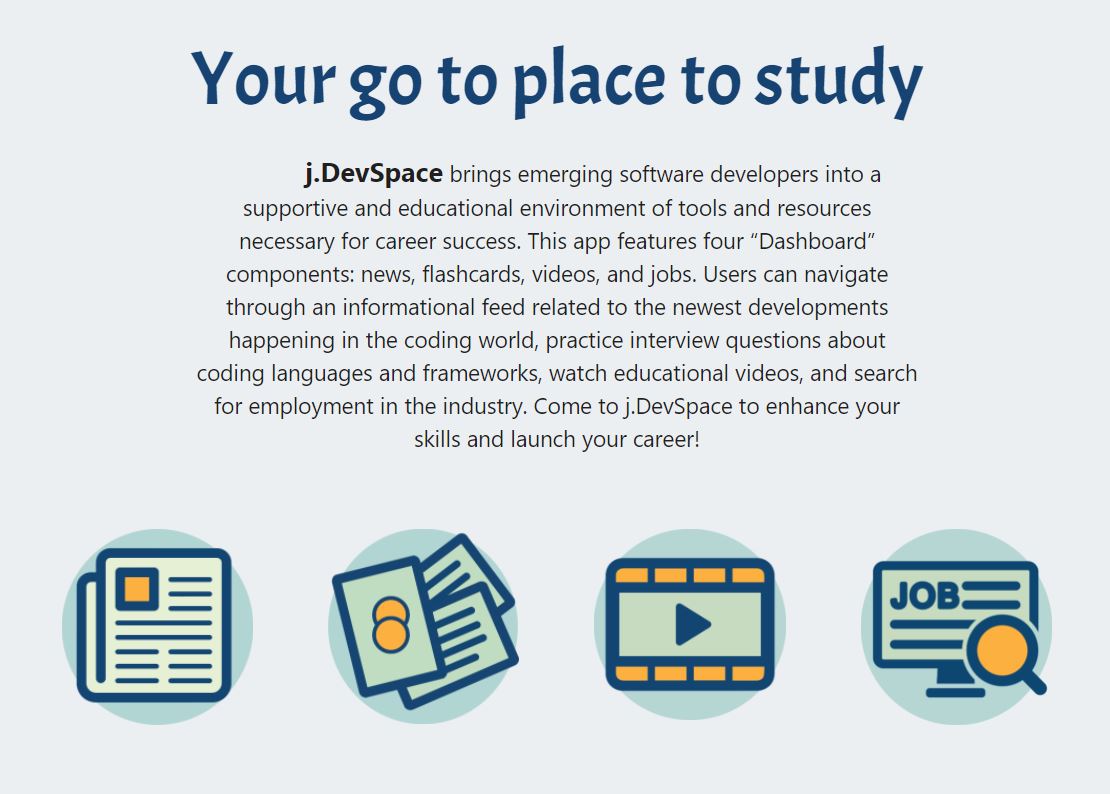 Your go to place to study
j.DevSpace brings emerging software developers into a
supportive and educational environment of tools and resources
necessary for career success. This app features four “Dashboard”
components: news, flashcards, videos, and jobs. Users can navigate
through an informational feed related to the newest developments
happening in the coding world, practice interview questions about
coding languages and frameworks, watch educational videos, and search
for employment in the industry. Come to j.DevSpace to enhance your
skills and launch your career!
JOB